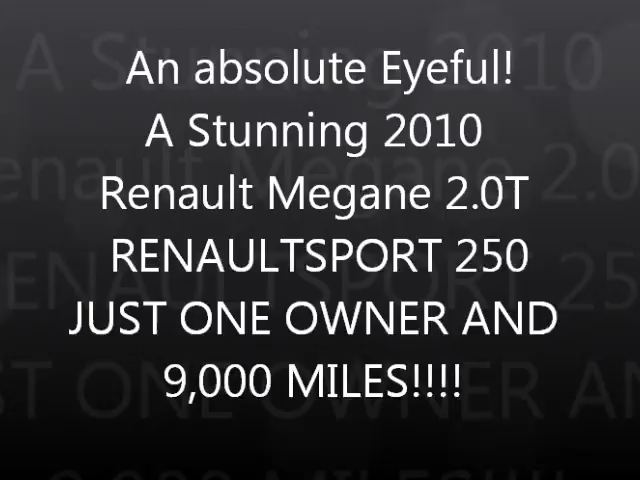 An absolute Eyeful!
A Stunning 2010
Renault Megane 2.0T
RENAULTSPORT 250
JUST ONE OWNER AND
9,000 MILES!!!!